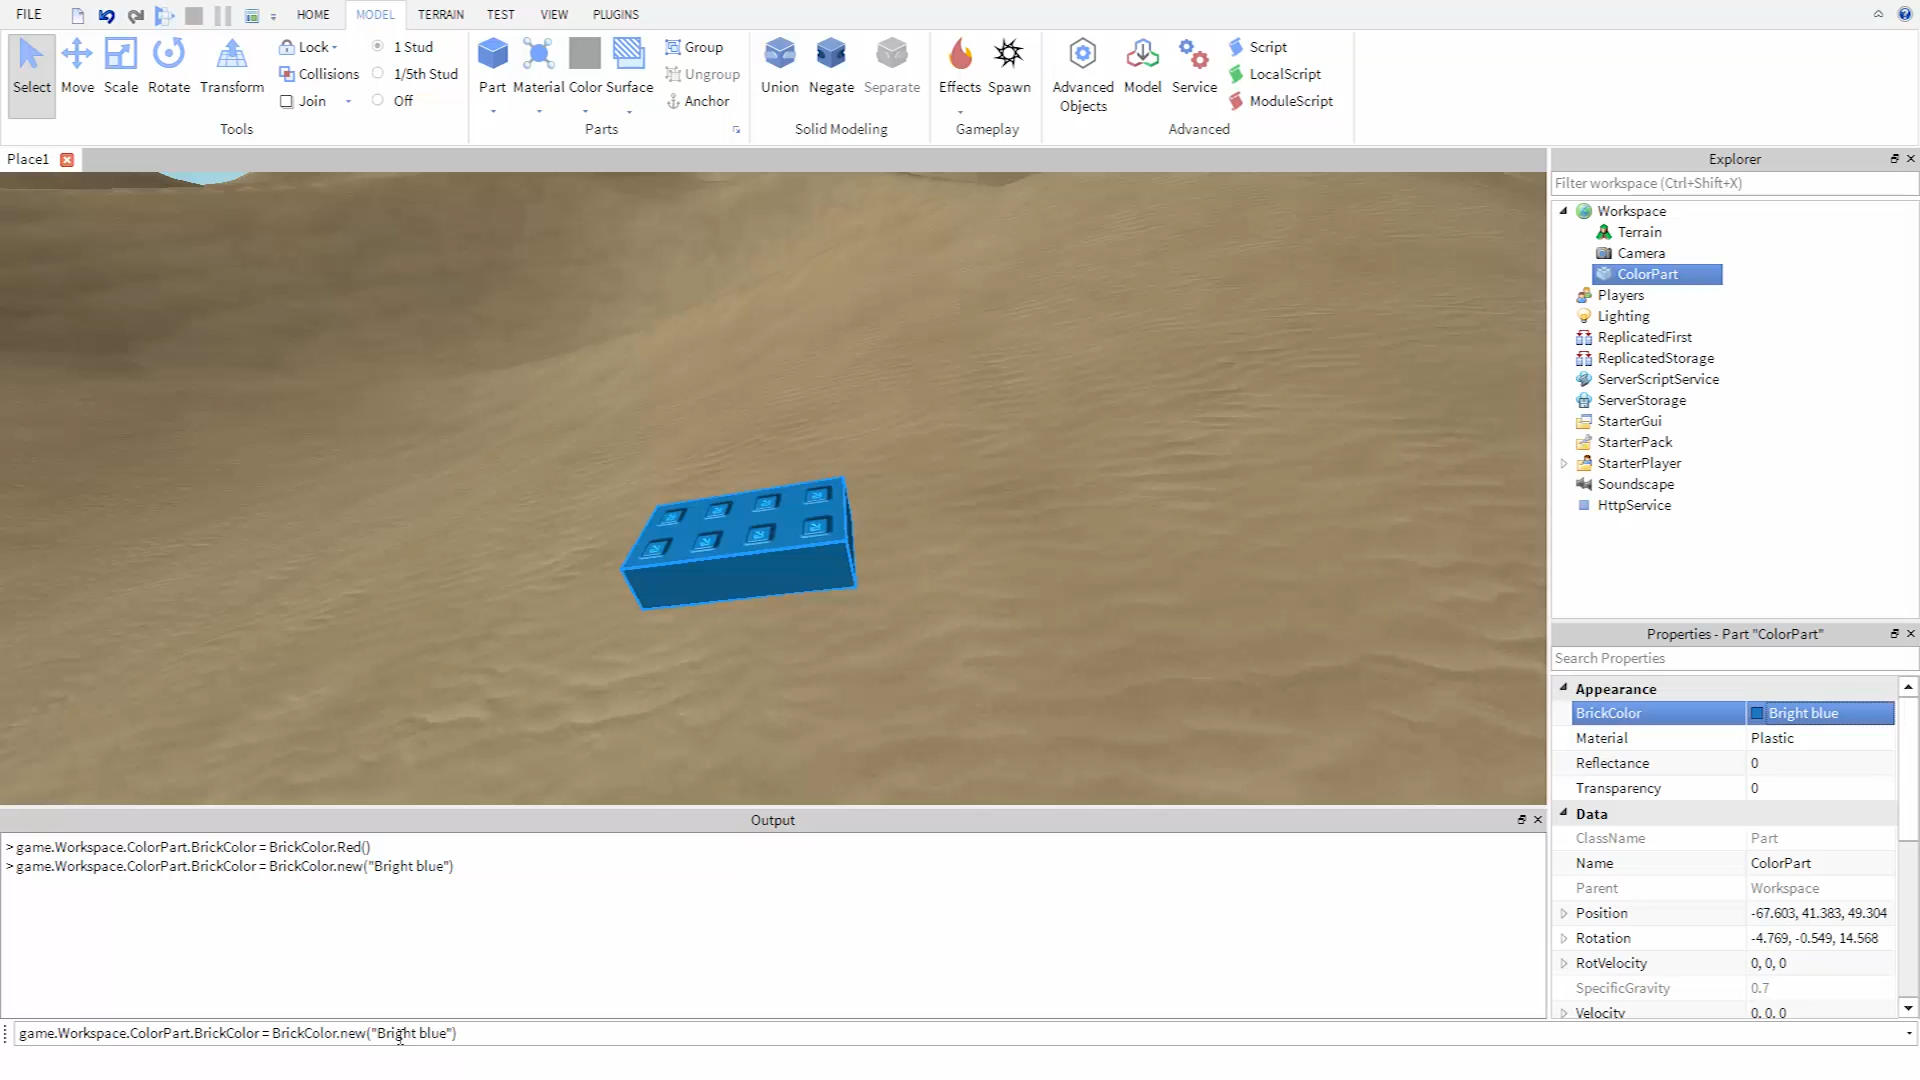 FILE HOME MODEL TERRAIN TEST VIEW PLUGINS
Select Move Scale Rotate Transform
Lock
Collisions
Join
1 Stud
1/5th Stud
Off
Tools
Part Material Color Surface
Group
Ungroup
Anchor
Parts
Union Negate Separate
Solid Modeling
Effects Spawn
Gameplay
Advanced
Objects
Model Service
Script
LocalScript
ModuleScript
Advanced
Place1
Explorer
Filter workspace (Ctrl+Shift+X)
Workspace
Terrain
Camera
ColorPart
Players
Lighting
ReplicatedFirst
ReplicatedStorage
ServerScriptService
ServerStorage
StarterGui
StarterPack
StarterPlayer
Soundscape
HttpService
Properties - Part "ColorPart"
Search Properties
Appearance
BrickColor Bright blue
Material Plastic
Reflectance 0
Transparency 0
Data
ClassName Part
Name ColorPart
Parent Workspace
Position -67.603, 41.383, 49.304
Rotation -4.769, -0.549, 14.568
RotVelocity 0, 0, 0
SpecificGravity 0.7
Velocity 0, 0, 0
Output
> game.Workspace.ColorPart.BrickColor = BrickColor.Red()
> game.Workspace.ColorPart.BrickColor = BrickColor.new("Bright blue")
game.Workspace.ColorPart.BrickColor = BrickColor.new("Bright blue")